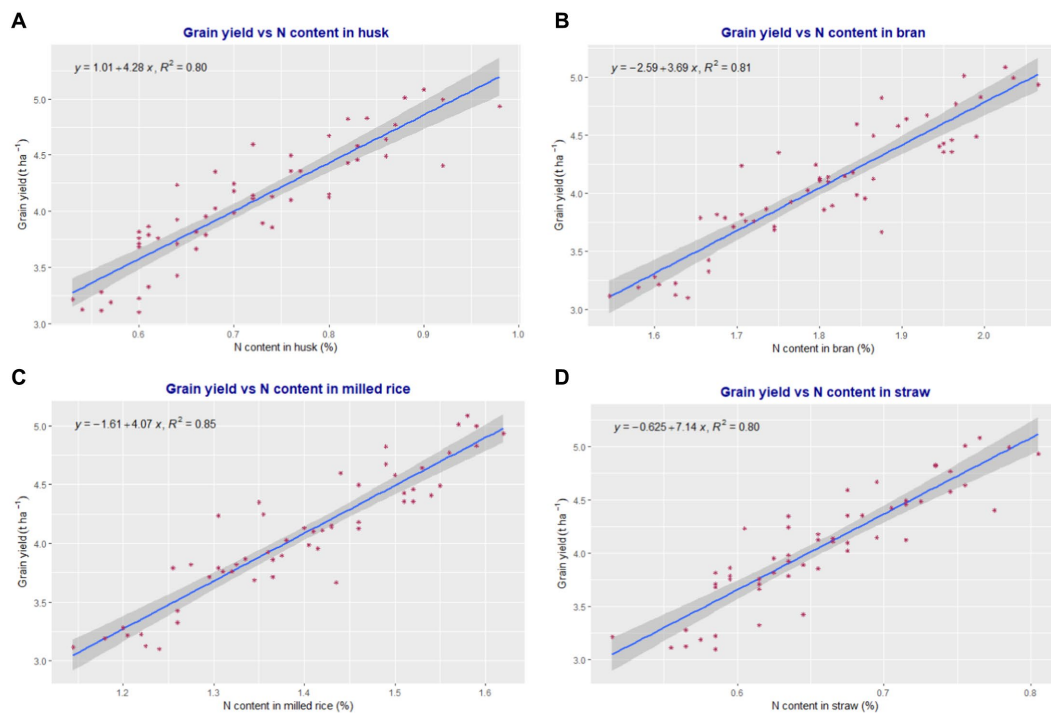 A
Grain yield vs N content in husk
y = 1.01+4.28 x, R² = 0.80
Grain yield (t ha⁻¹)
5.0
4.5
4.0
3.5
3.0
0.6 0.7 0.8 0.9 1.0
N content in husk (%)
B
Grain yield vs N content in bran
y = −2.59+3.69 x, R² = 0.81
Grain yield (t ha⁻¹)
5.0
4.5
4.0
3.5
3.0
1.6 1.7 1.8 1.9 2.0
N content in bran (%)
C
Grain yield vs N content in milled rice
y = −1.61+4.07 x, R² = 0.85
Grain yield (t ha⁻¹)
5.0
4.5
4.0
3.5
3.0
1.2 1.3 1.4 1.5 1.6
N content in milled rice (%)
D
Grain yield vs N content in straw
y = −0.625+7.14 x, R² = 0.80
Grain yield (t ha⁻¹)
5.0
4.5
4.0
3.5
3.0
0.6 0.7 0.8
N content in straw (%)